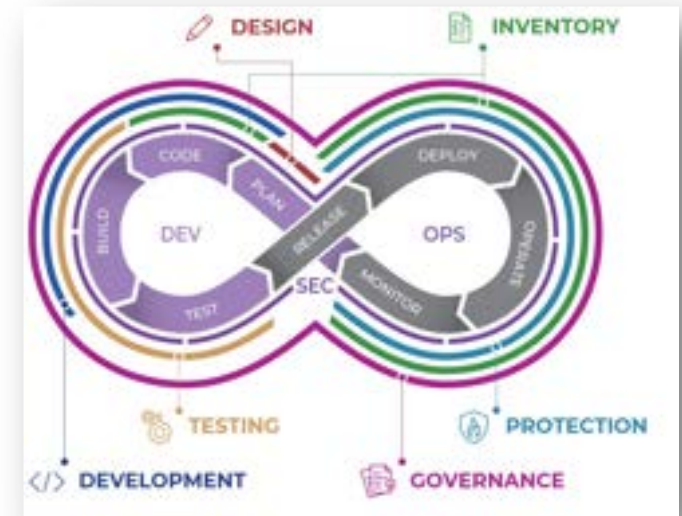 DESIGN
INVENTORY
CODE
PLAN
DEPLOY
BUILD
DEV
RELEASE
OPS
OPERATE
SEC
TEST
MONITOR
TESTING
PROTECTION
</> DEVELOPMENT
GOVERNANCE